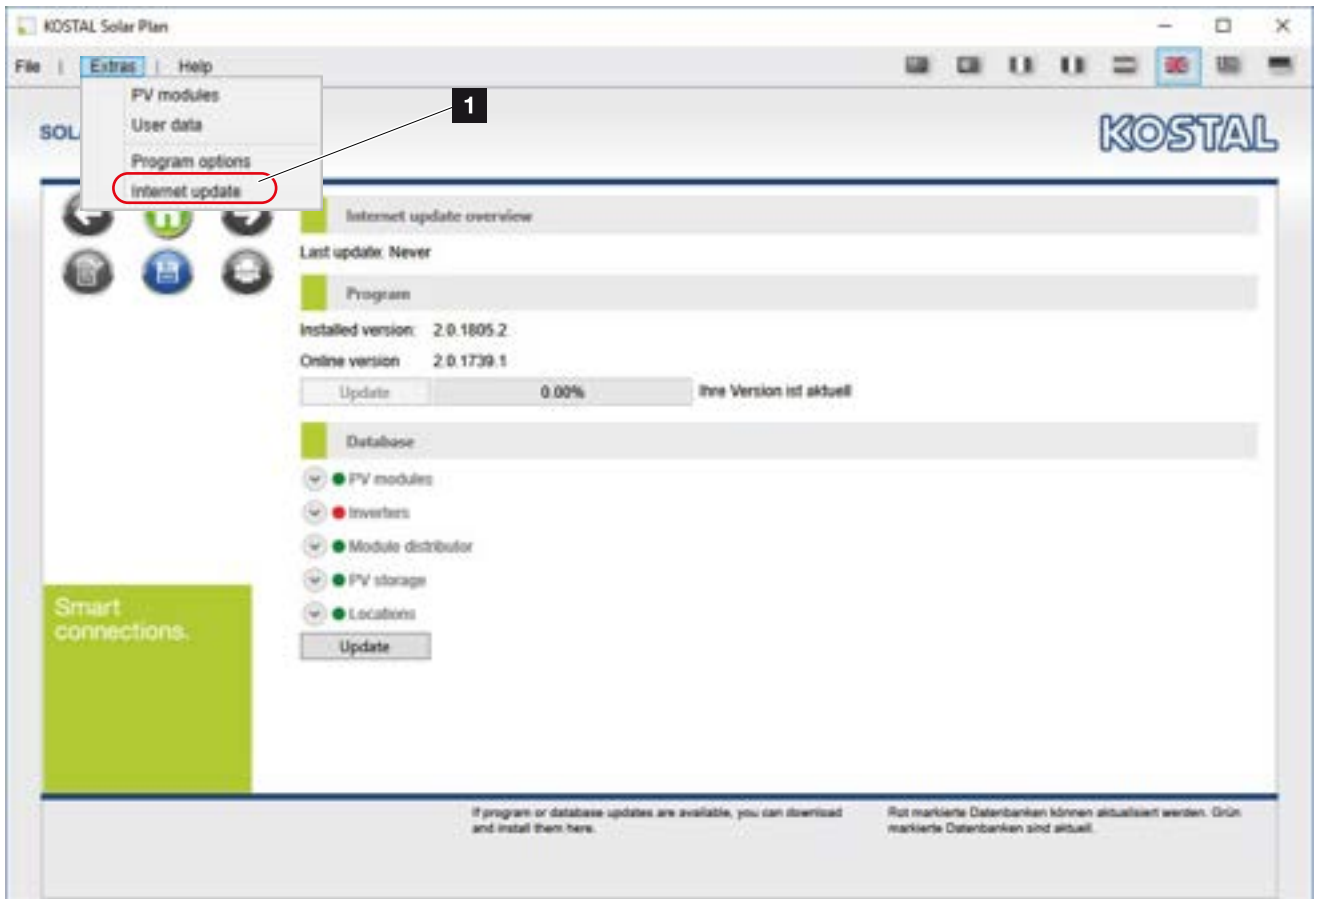 KOSTAL Solar Plan
File | Extras | Help
PV modules
User data
Program options
Internet update
1
SOL
KOSTAL
Internet update overview
Last update: Never
Program
Installed version: 2.0.1805.2
Online version 2.0.1739.1
Update 0.00% Ihre Version ist aktuell
Database
PV modules
Inverters
Module distributor
PV storage
Locations
Update
Smart
connections.
If program or database updates are available, you can download
and install them here.
Rot markierte Datenbanken können aktualisiert werden. Grün
markierte Datenbanken sind aktuell.